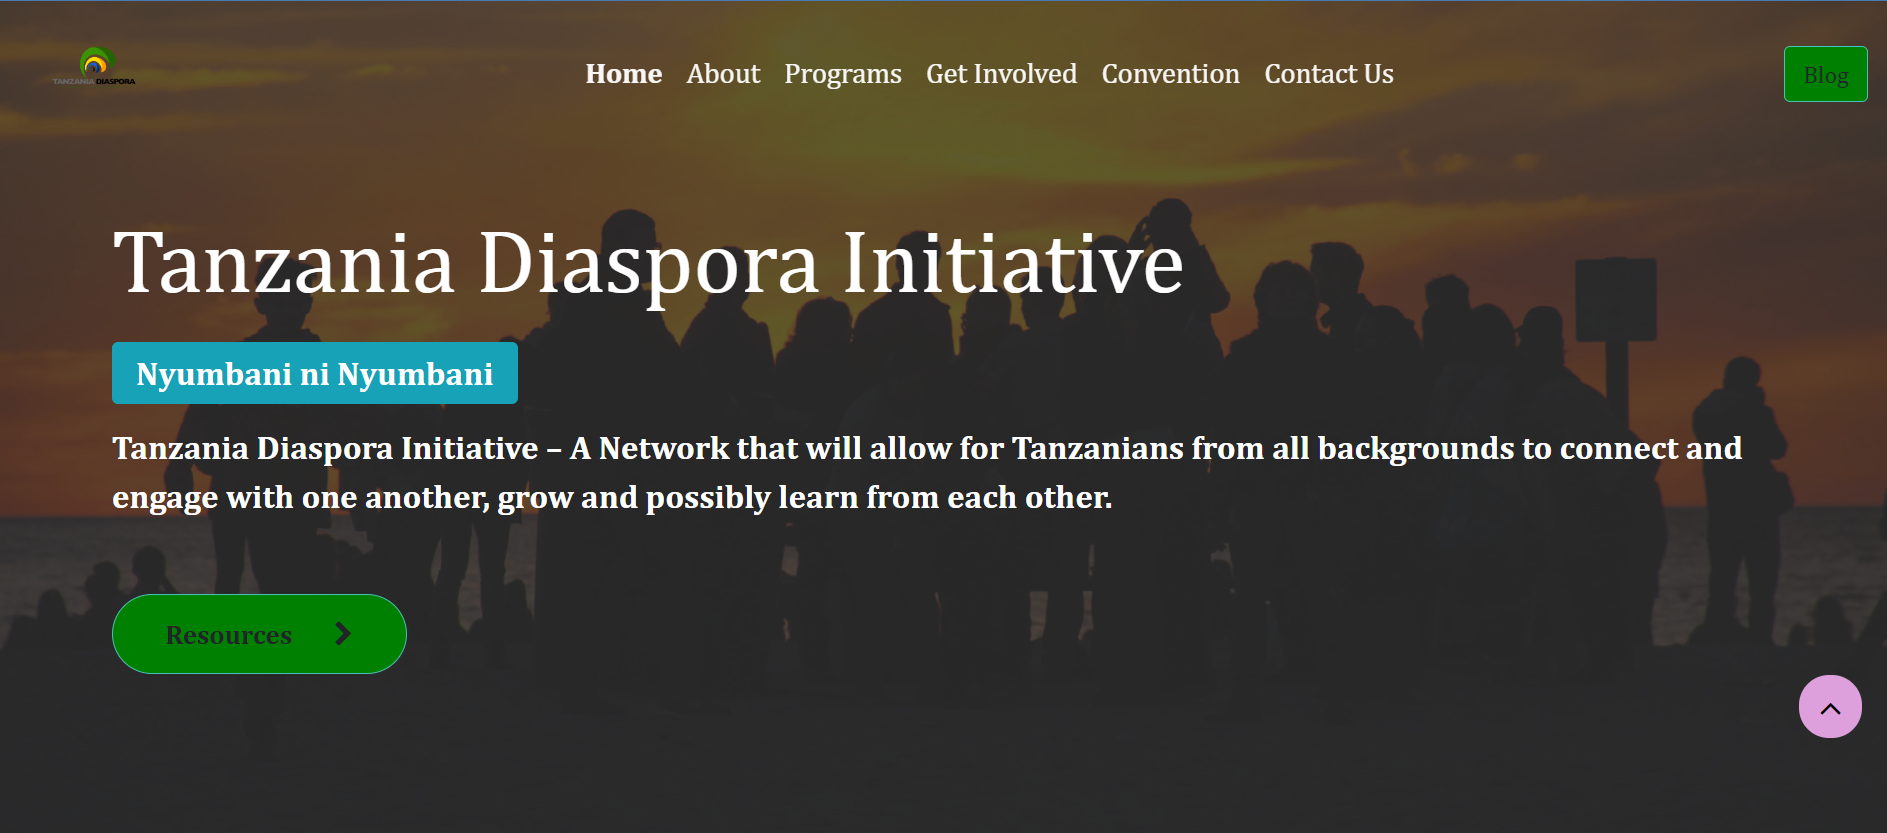 TANZANIA DIASPORA
Home About Programs Get Involved Convention Contact Us
Blog
Tanzania Diaspora Initiative
Nyumbani ni Nyumbani
Tanzania Diaspora Initiative – A Network that will allow for Tanzanians from all backgrounds to connect and
engage with one another, grow and possibly learn from each other.
Resources